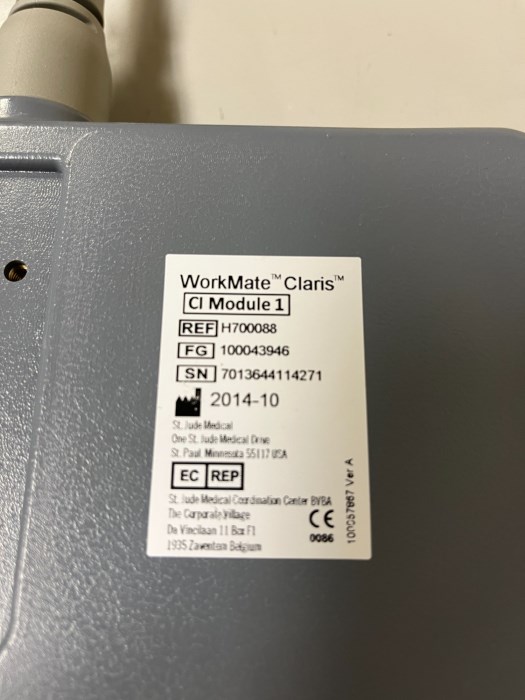 WorkMate™ Claris™
CI Module 1
REF H700088
FG 100043946
SN 7013644114271
2014-10
St. Jude Medical
One St. Jude Medical Drive
St. Paul Minnesota 55117 USA
EC REP
St. Jude Medical Coordination Center BVBA
The Corporate Village
Da Vincilaan 11 Box F1
1935 Zaventem Belgium
CE
0086
100057867 Ver A